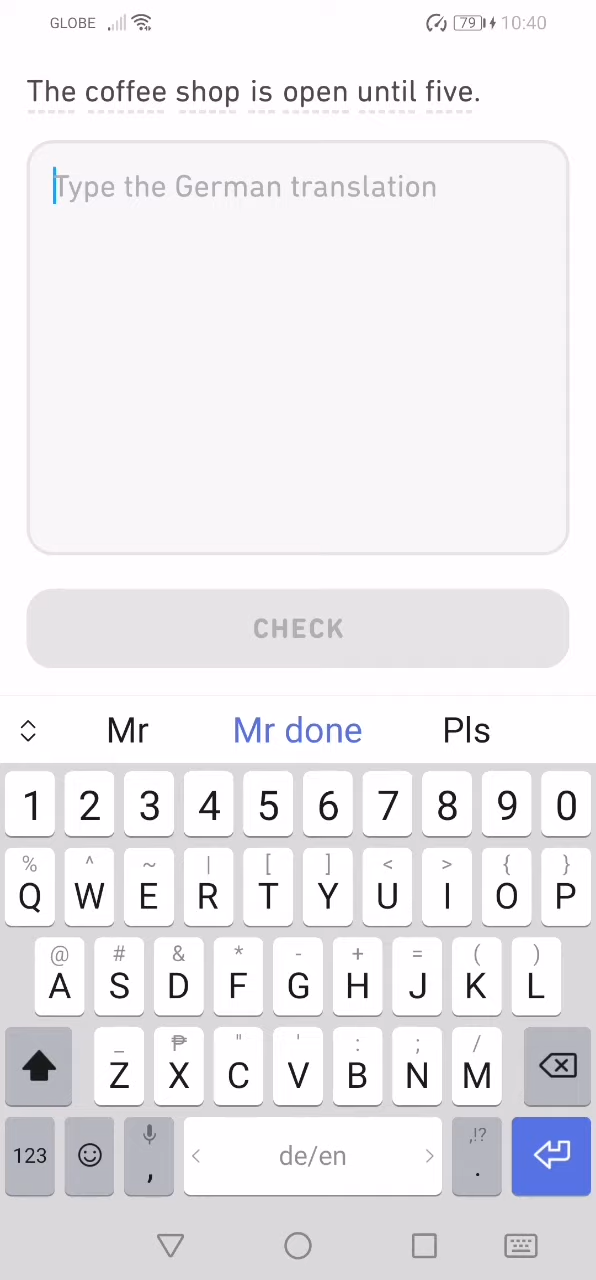 GLOBE 79 10:40
The coffee shop is open until five.
Type the German translation
CHECK
Mr Mr done Pls
1 2 3 4 5 6 7 8 9 0
% ^ ~ | [ ] < > { }
Q W E R T Y U I O P
@ # & * - + = ( )
A S D F G H J K L
_ ₱ " ' : ; /
Z X C V B N M
,!?
123 , < de/en > .